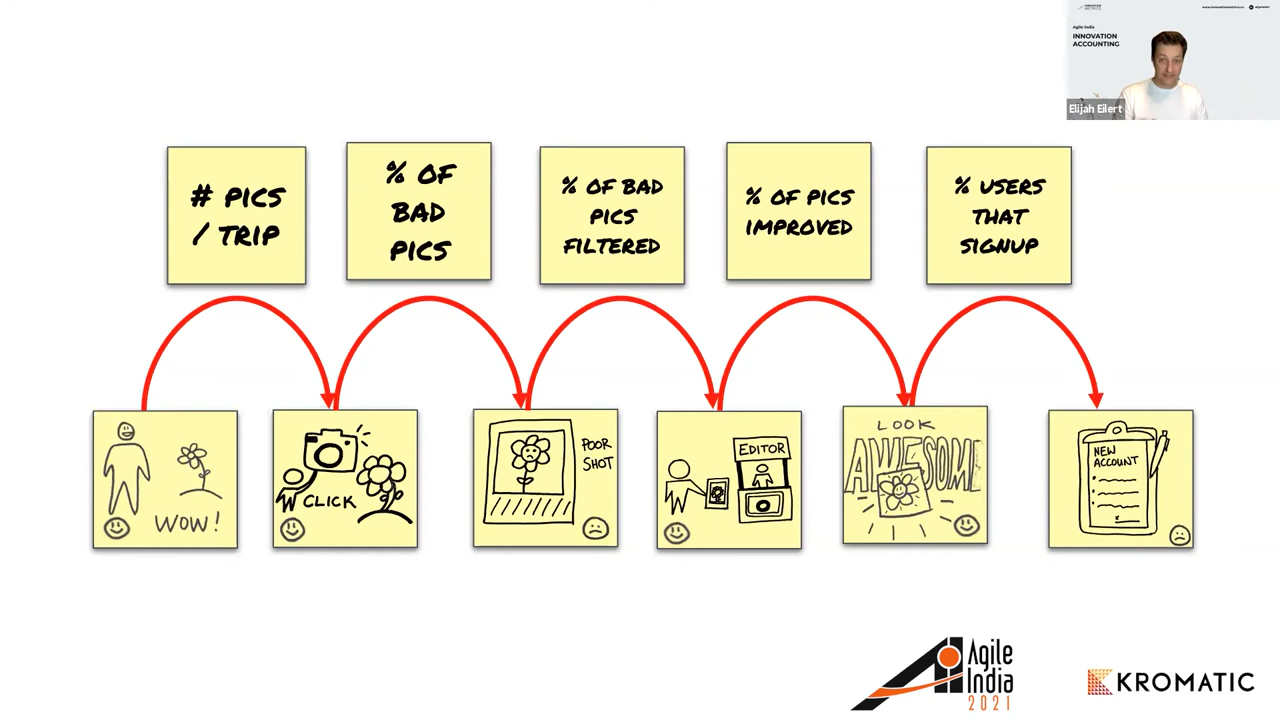 Agile India
INNOVATION
ACCOUNTING
Elijah Eilert
# PICS
/ TRIP
% OF
BAD
PICS
% OF BAD
PICS
FILTERED
% OF PICS
IMPROVED
% USERS
THAT
SIGNUP
WOW!
CLICK
POOR
SHOT
EDITOR
LOOK
AWESOME
NEW
ACCOUNT
Agile
India
2021
KROMATIC